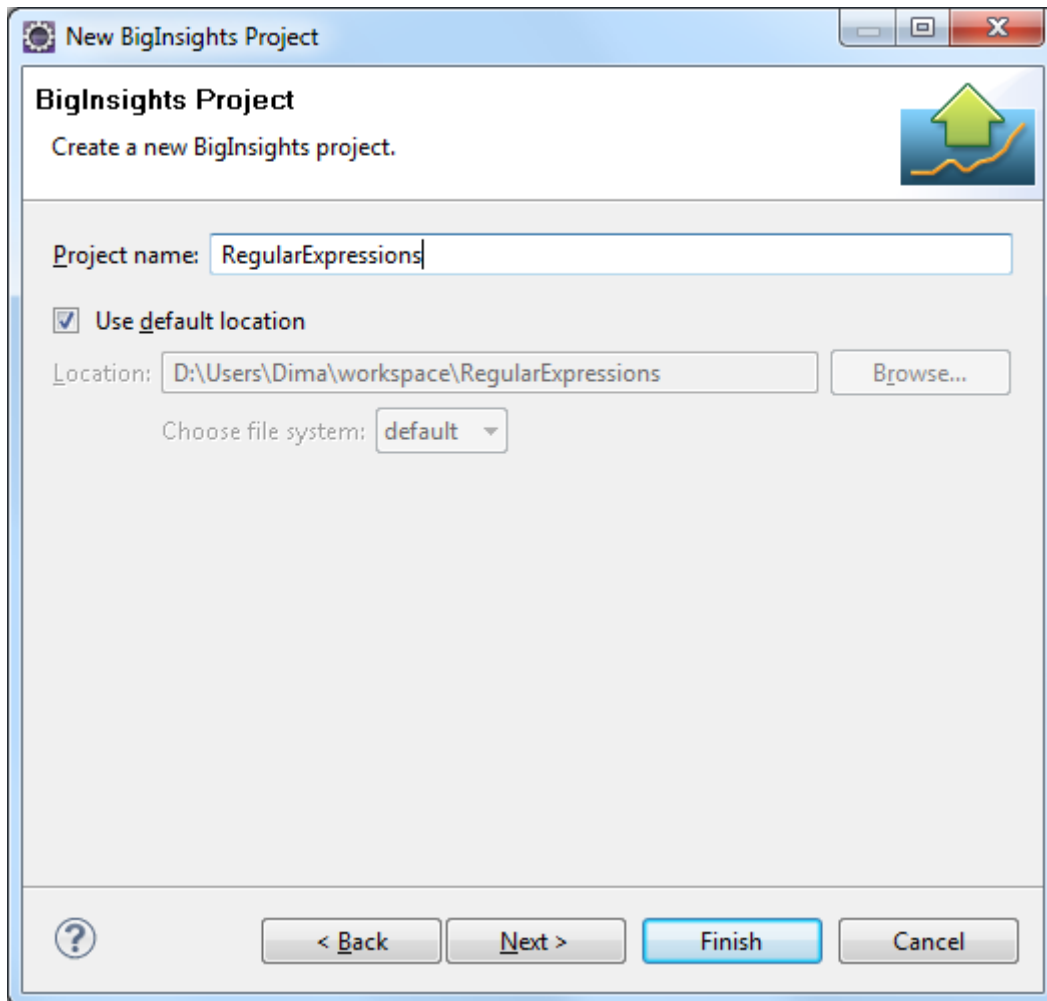 New BigInsights Project
BigInsights Project
Create a new BigInsights project.
Project name: RegularExpressions
Use default location
Location: D:\Users\Dima\workspace\RegularExpressions Browse...
Choose file system: default
? < Back Next > Finish Cancel